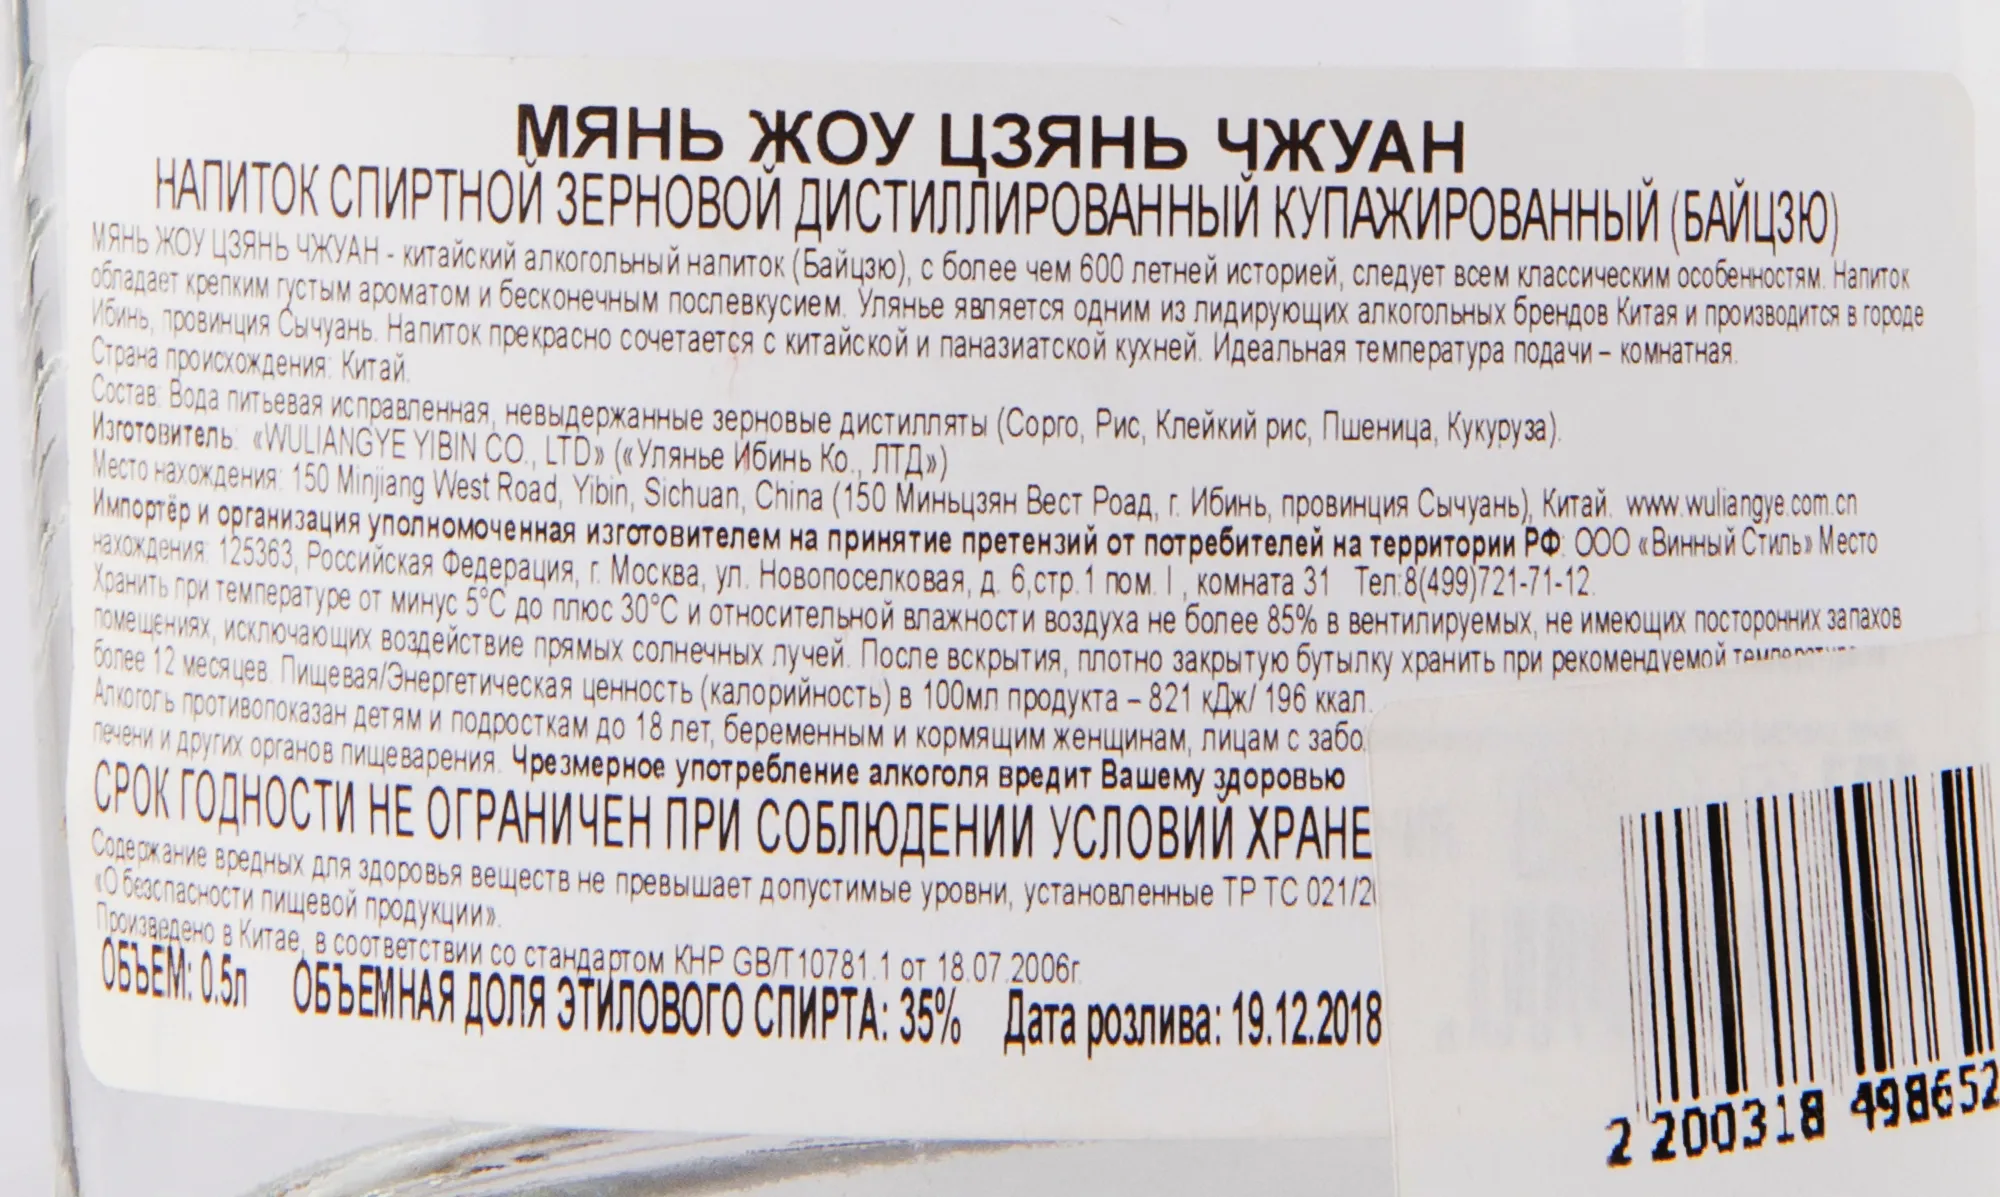 МЯНЬ ЖОУ ЦЗЯНЬ ЧЖУАН
НАПИТОК СПИРТНОЙ ЗЕРНОВОЙ ДИСТИЛЛИРОВАННЫЙ КУПАЖИРОВАННЫЙ (БАЙЦЗЮ)
МЯНЬ ЖОУ ЦЗЯНЬ ЧЖУАН - китайский алкогольный напиток (Байцзю), с более чем 600 летней историей, следует всем классическим особенностям. Напиток
обладает крепким густым ароматом и бесконечным послевкусием. Улянье является одним из лидирующих алкогольных брендов Китая и производится в городе
Ибинь, провинция Сычуань. Напиток прекрасно сочетается с китайской и паназиатской кухней. Идеальная температура подачи – комнатная.
Страна происхождения: Китай.
Состав: Вода питьевая исправленная, невыдержанные зерновые дистилляты (Сорго, Рис, Клейкий рис, Пшеница, Кукуруза).
Изготовитель: «WULIANGYE YIBIN CO., LTD» («Улянье Ибинь Ко., ЛТД»)
Место нахождения: 150 Minjiang West Road, Yibin, Sichuan, China (150 Миньцзян Вест Роад, г. Ибинь, провинция Сычуань), Китай. www.wuliangye.com.cn
Импортёр и организация уполномоченная изготовителем на принятие претензий от потребителей на территории РФ: ООО «Винный Стиль» Место
нахождения: 125363, Российская Федерация, г. Москва, ул. Новопоселковая, д. 6,стр.1 пом. I , комната 31 Тел:8(499)721-71-12.
Хранить при температуре от минус 5°С до плюс 30°С и относительной влажности воздуха не более 85% в вентилируемых, не имеющих посторонних запахов
помещениях, исключающих воздействие прямых солнечных лучей. После вскрытия, плотно закрытую бутылку хранить при рекомендуемой
более 12 месяцев. Пищевая/Энергетическая ценность (калорийность) в 100мл продукта – 821 кДж/ 196 ккал.
Алкоголь противопоказан детям и подросткам до 18 лет, беременным и кормящим женщинам, лицам с забо
печени и других органов пищеварения. Чрезмерное употребление алкоголя вредит Вашему здоровью
СРОК ГОДНОСТИ НЕ ОГРАНИЧЕН ПРИ СОБЛЮДЕНИИ УСЛОВИЙ ХРАНЕ
Содержание вредных для здоровья веществ не превышает допустимые уровни, установленные ТР ТС 021/2
«О безопасности пищевой продукции».
Произведено в Китае, в соответствии со стандартом КНР GB/T10781.1 от 18.07.2006г.
ОБЪЕМ: 0.5л ОБЪЕМНАЯ ДОЛЯ ЭТИЛОВОГО СПИРТА: 35% Дата розлива: 19.12.2018
2 200318 498652